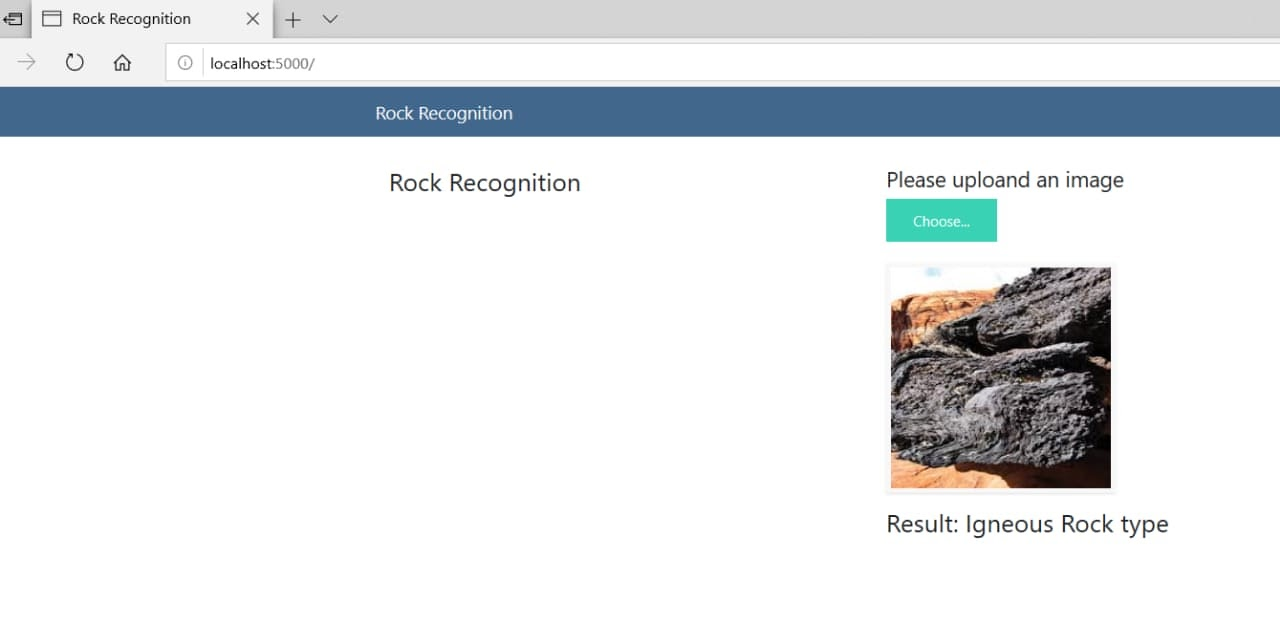 Rock Recognition
localhost:5000/
Rock Recognition
Rock Recognition
Please uploand an image
Choose...
Result: Igneous Rock type